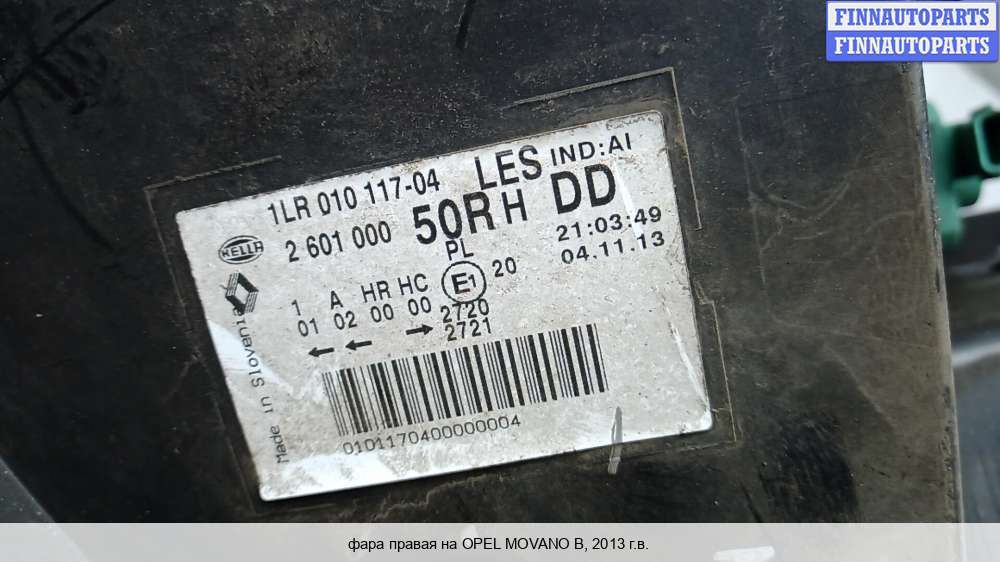 FINNAUTOPARTS
FINNAUTOPARTS
1LR 010 117-04 LES IND:AI
HELLA 2 601 000 50RH DD 21:03:49
PL 04.11.13
1 A HR HC E1 20
01 02 00 00 2720
2721
Made in Slovenia
01011704000000004
фара правая на OPEL MOVANO B, 2013 г.в.